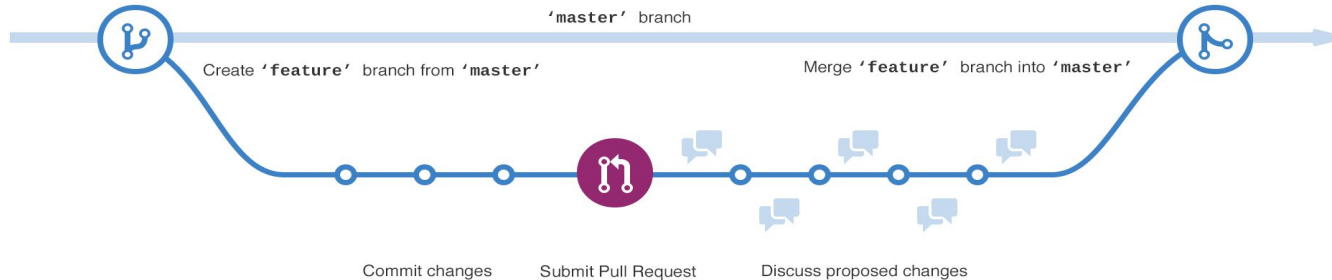 'master' branch
Create 'feature' branch from 'master'
Merge 'feature' branch into 'master'
Commit changes
Submit Pull Request
Discuss proposed changes